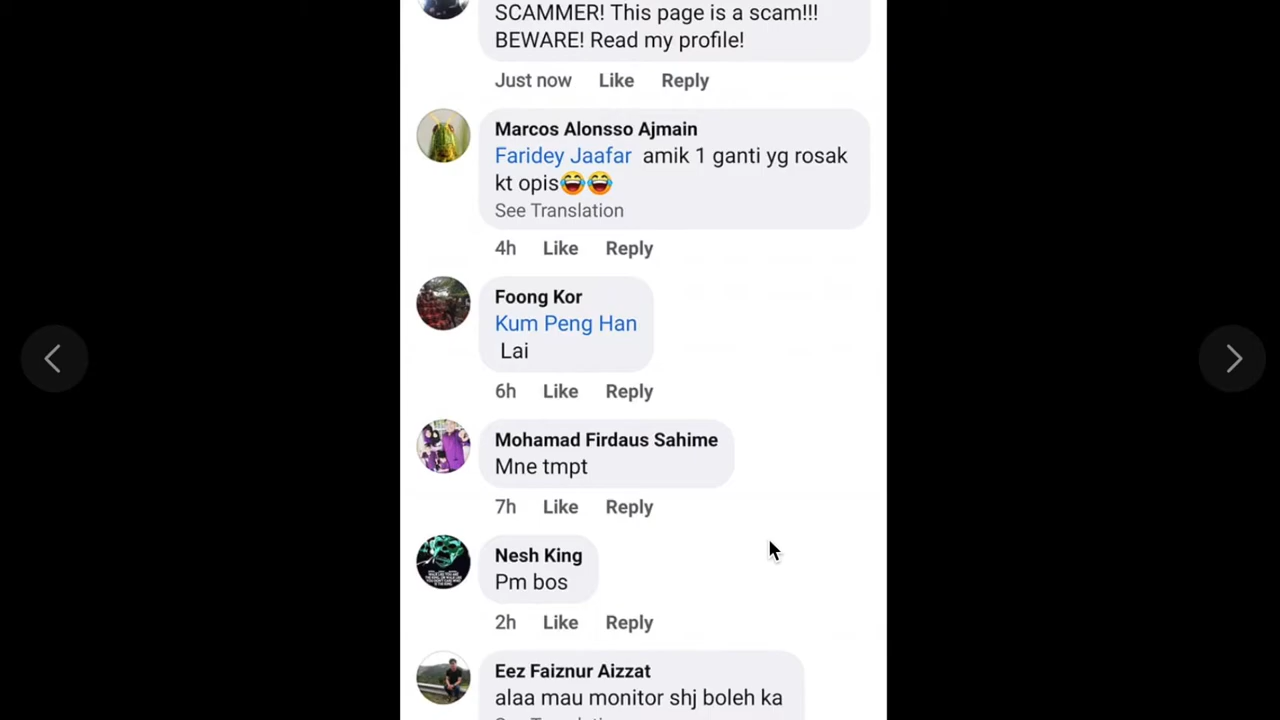 SCAMMER! This page is a scam!!!
BEWARE! Read my profile!
Just now Like Reply
Marcos Alonsso Ajmain
Faridey Jaafar amik 1 ganti yg rosak
kt opis😂😂
See Translation
4h Like Reply
Foong Kor
Kum Peng Han
Lai
6h Like Reply
Mohamad Firdaus Sahime
Mne tmpt
7h Like Reply
Nesh King
Pm bos
2h Like Reply
Eez Faiznur Aizzat
alaa mau monitor shj boleh ka